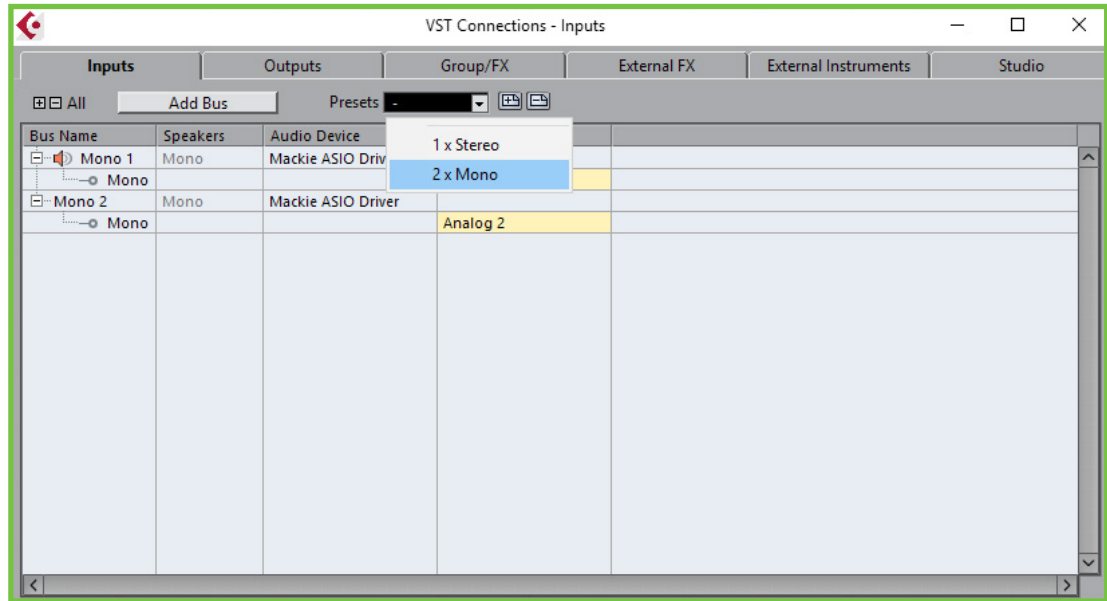 VST Connections - Inputs
Inputs Outputs Group/FX External FX External Instruments Studio
All Add Bus Presets -
Bus Name Speakers Audio Device
1 x Stereo
Mono 1 Mono Mackie ASIO Driv
2 x Mono
Mono
Mono 2 Mono Mackie ASIO Driver
Mono Analog 2